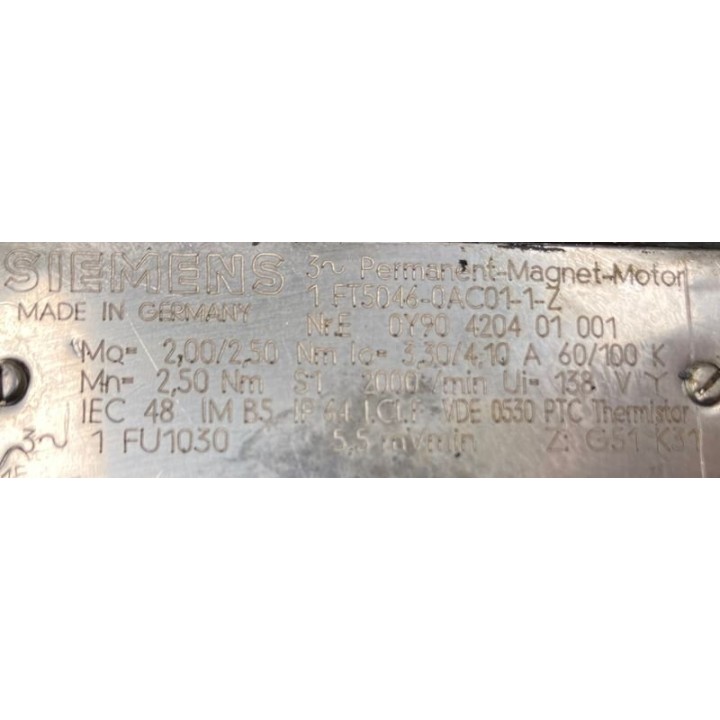 SIEMENS 3~ Permanent-Magnet-Motor
MADE IN GERMANY 1 FT5046-0AC01-1-Z
Nr.E 0Y90 4204 01 001
Mo= 2,00/2,50 Nm Io= 3,30/4,10 A 60/100 K
Mn= 2,50 Nm S1 2000 /min Ui= 138 V Y
IEC 48 IM B5 IP 64 I.CI.F VDE 0530 PTC Thermistor
3~ 1 FU1030 5,5 mV/min Z: G51 K31